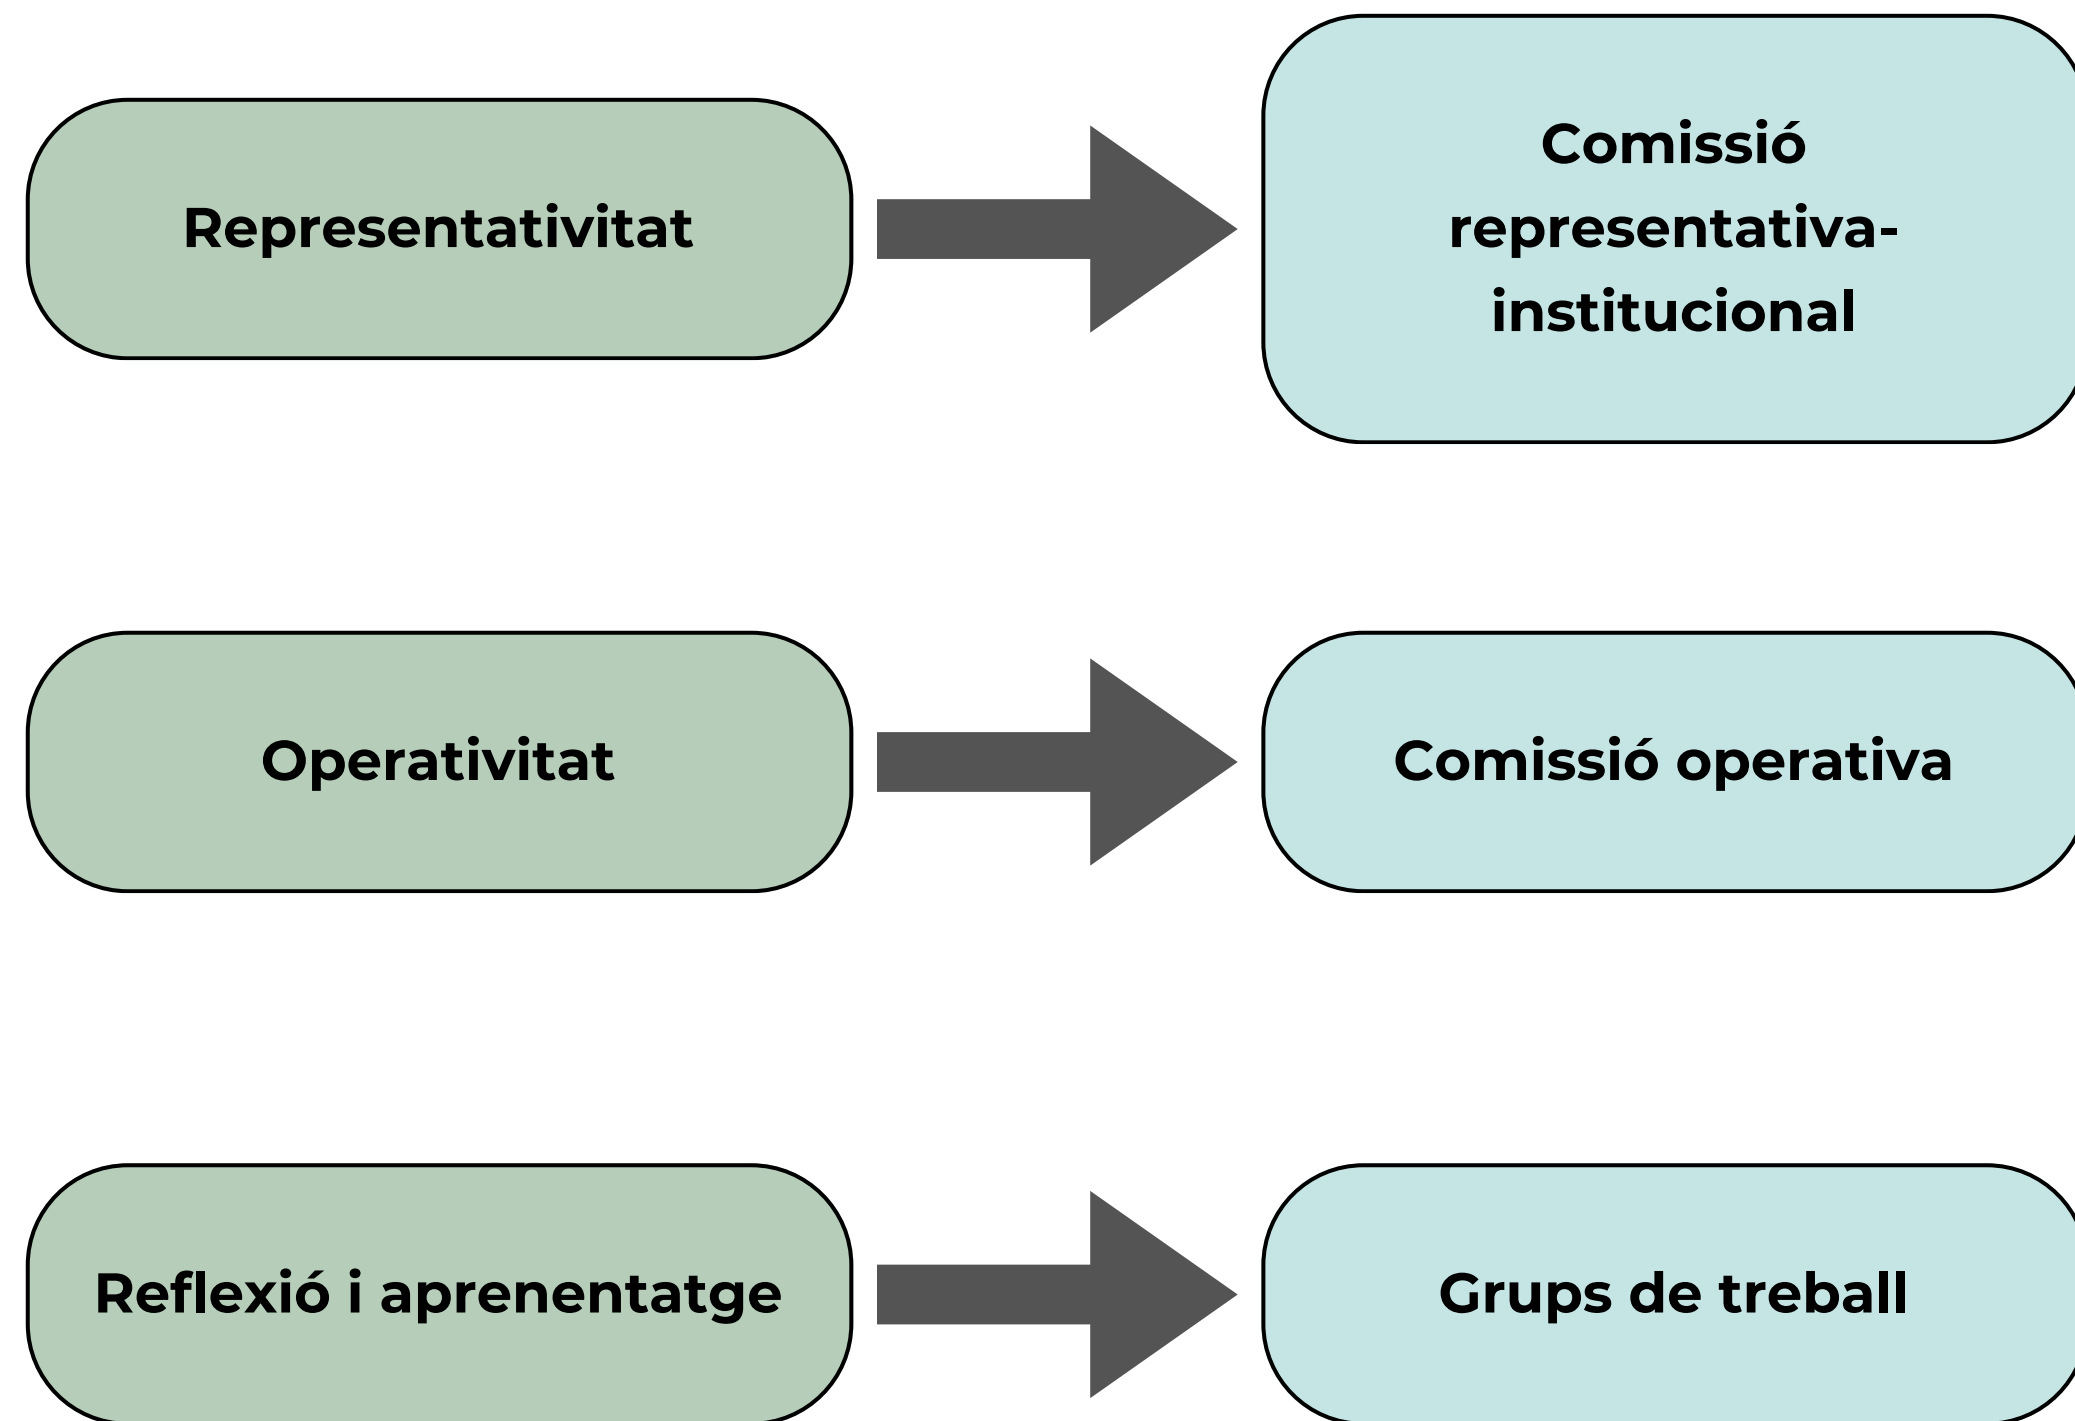 Representativitat
Comissió
representativa-
institucional
Operativitat
Comissió operativa
Reflexió i aprenentatge
Grups de treball